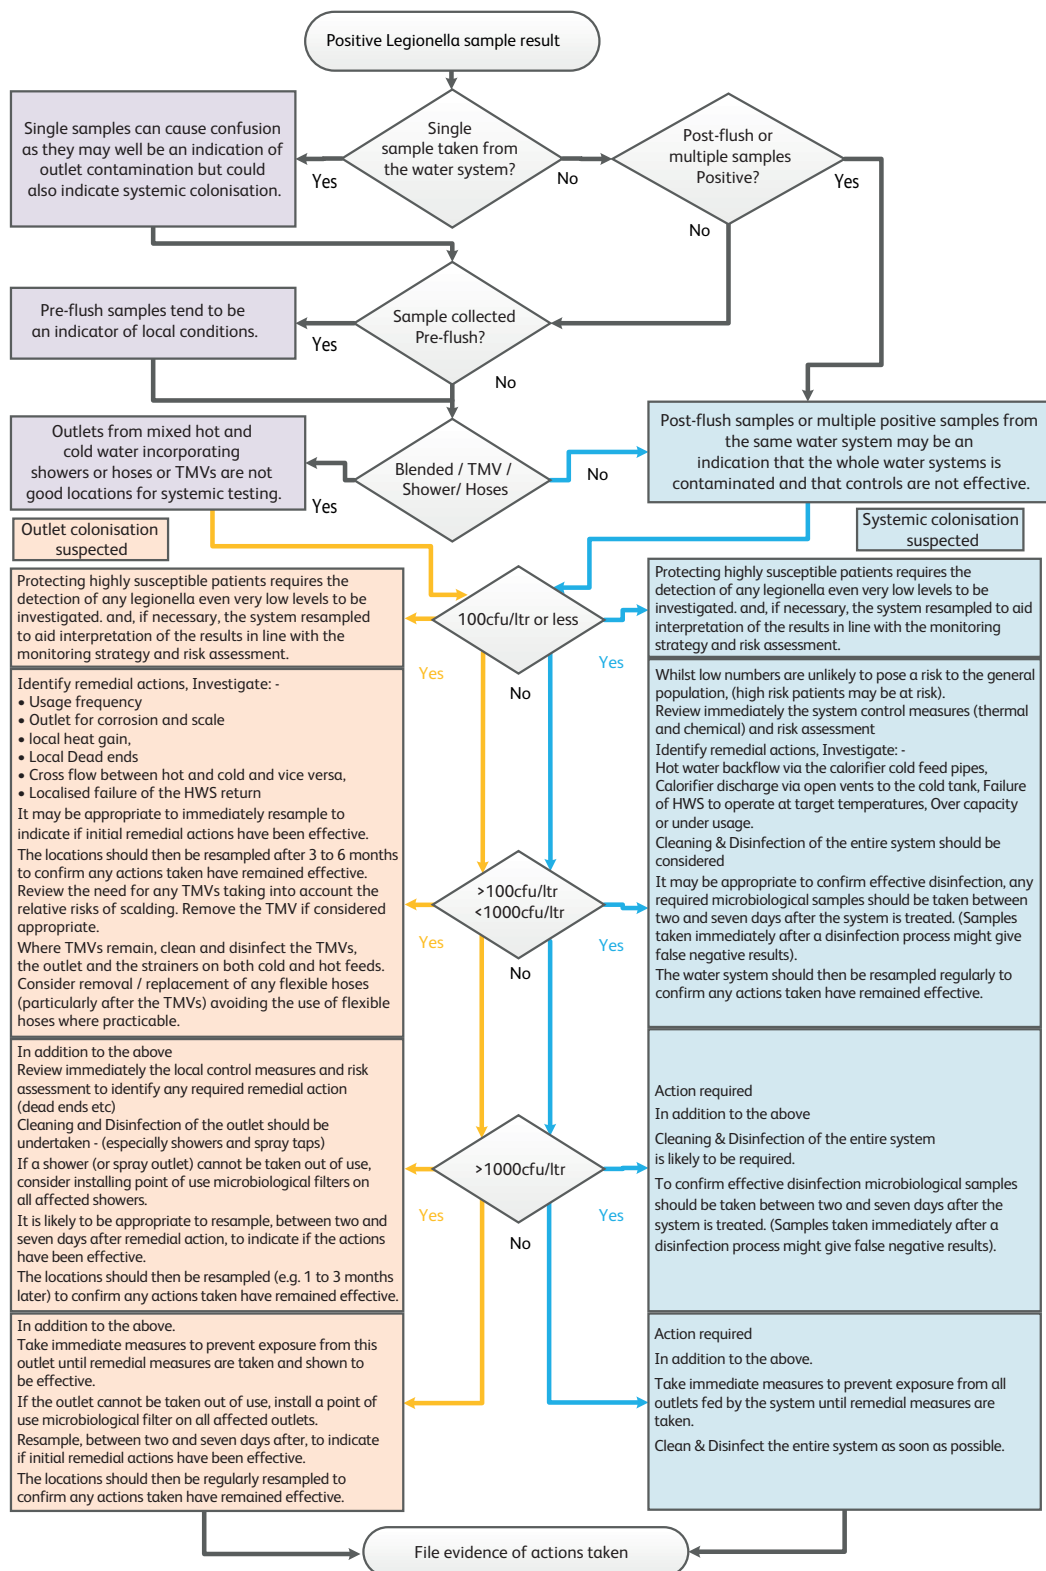 Positive Legionella sample result
Single samples can cause confusion
as they may well be an indication of
outlet contamination but could
also indicate systemic colonisation.
Yes
Single
sample taken from
the water system?
No
Post-flush or
multiple samples
Positive?
Yes
No
Pre-flush samples tend to be
an indicator of local conditions.
Yes
Sample collected
Pre-flush?
No
Outlets from mixed hot and
cold water incorporating
showers or hoses or TMVs are not
good locations for systemic testing.
Yes
Blended / TMV /
Shower/ Hoses
No
Post-flush samples or multiple positive samples from
the same water system may be an
indication that the whole water systems is
contaminated and that controls are not effective.
Outlet colonisation
suspected
Systemic colonisation
suspected
Protecting highly susceptible patients requires the
detection of any legionella even very low levels to be
investigated. and, if necessary, the system resampled
to aid interpretation of the results in line with the
monitoring strategy and risk assessment.
100cfu/ltr or less
Yes
No
Yes
Protecting highly susceptible patients requires the
detection of any legionella even very low levels to be
investigated. and, if necessary, the system resampled to aid
interpretation of the results in line with the monitoring
strategy and risk assessment.
Identify remedial actions, Investigate: -
• Usage frequency
• Outlet for corrosion and scale
• local heat gain,
• Local Dead ends
• Cross flow between hot and cold and vice versa,
• Localised failure of the HWS return
It may be appropriate to immediately resample to
indicate if initial remedial actions have been effective.
The locations should then be resampled after 3 to 6 months
to confirm any actions taken have remained effective.
Review the need for any TMVs taking into account the
relative risks of scalding. Remove the TMV if considered
appropriate.
Where TMVs remain, clean and disinfect the TMVs,
the outlet and the strainers on both cold and hot feeds.
Consider removal / replacement of any flexible hoses
(particularly after the TMVs) avoiding the use of flexible
hoses where practicable.
>100cfu/ltr
<1000cfu/ltr
Yes
No
Yes
Whilst low numbers are unlikely to pose a risk to the general
population, (high risk patients may be at risk).
Review immediately the system control measures (thermal
and chemical) and risk assessment
Identify remedial actions, Investigate: -
Hot water backflow via the calorifier cold feed pipes,
Calorifier discharge via open vents to the cold tank, Failure
of HWS to operate at target temperatures, Over capacity
or under usage.
Cleaning & Disinfection of the entire system should be
considered
It may be appropriate to confirm effective disinfection, any
required microbiological samples should be taken between
two and seven days after the system is treated. (Samples
taken immediately after a disinfection process might give
false negative results).
The water system should then be resampled regularly to
confirm any actions taken have remained effective.
In addition to the above
Review immediately the local control measures and risk
assessment to identify any required remedial action
(dead ends etc)
Cleaning and Disinfection of the outlet should be
undertaken - (especially showers and spray taps)
If a shower (or spray outlet) cannot be taken out of use,
consider installing point of use microbiological filters on
all affected showers.
It is likely to be appropriate to resample, between two and
seven days after remedial action, to indicate if the actions
have been effective.
The locations should then be resampled (e.g. 1 to 3 months
later) to confirm any actions taken have remained effective.
>1000cfu/ltr
Yes
No
Yes
Action required
In addition to the above
Cleaning & Disinfection of the entire system
is likely to be required.
To confirm effective disinfection microbiological samples
should be taken between two and seven days after the
system is treated. (Samples taken immediately after a
disinfection process might give false negative results).
In addition to the above.
Take immediate measures to prevent exposure from this
outlet until remedial measures are taken and shown to
be effective.
If the outlet cannot be taken out of use, install a point of
use microbiological filter on all affected outlets.
Resample, between two and seven days after, to indicate
if initial remedial actions have been effective.
The locations should then be regularly resampled to
confirm any actions taken have remained effective.
Action required
In addition to the above.
Take immediate measures to prevent exposure from all
outlets fed by the system until remedial measures are
taken.
Clean & Disinfect the entire system as soon as possible.
File evidence of actions taken